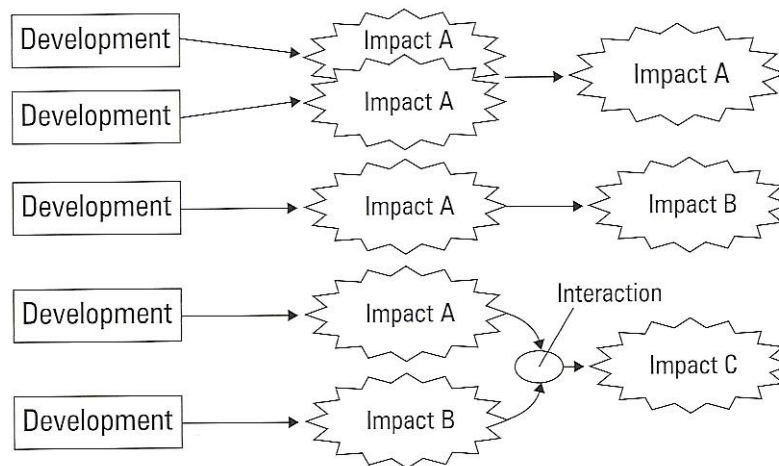 Development
Impact A
Impact A
Development
Impact A
Development
Impact A
Impact B
Development
Impact A
Interaction
Impact C
Development
Impact B